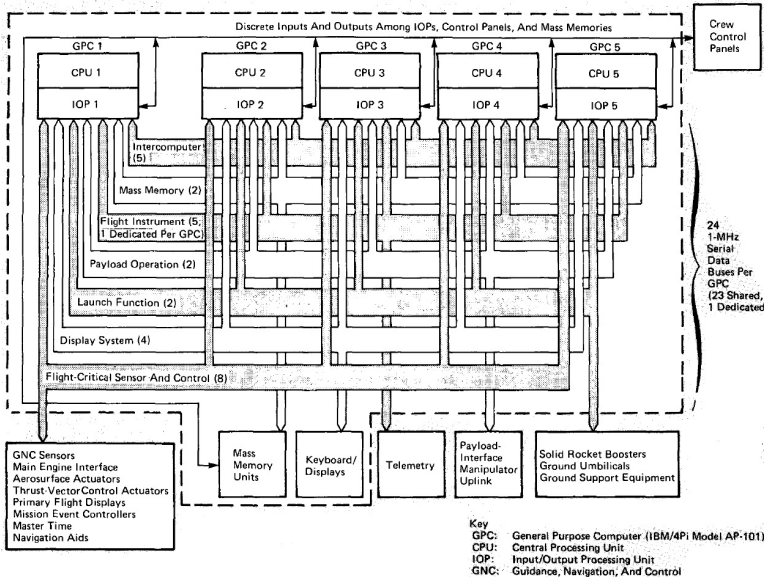 Discrete Inputs And Outputs Among IOPs, Control Panels, And Mass Memories
Crew
Control
Panels
GPC 1
GPC 2
GPC 3
GPC 4
GPC 5
CPU 1
CPU 2
CPU 3
CPU 4
CPU 5
IOP 1
IOP 2
IOP 3
IOP 4
IOP 5
Intercomputer
(5)
Mass Memory (2)
Flight Instrument (5,
1 Dedicated Per GPC)
Payload Operation (2)
Launch Function (2)
Display System (4)
Flight-Critical Sensor And Control (8)
24
1-MHz
Serial
Data
Buses Per
GPC
(23 Shared,
1 Dedicated
GNC Sensors
Main Engine Interface
Aerosurface Actuators
Thrust-Vector Control Actuators
Primary Flight Displays
Mission Event Controllers
Master Time
Navigation Aids
Mass
Memory
Units
Keyboard/
Displays
Telemetry
Payload-
Interface
Manipulator
Uplink
Solid Rocket Boosters
Ground Umbilicals
Ground Support Equipment
Key
GPC: General Purpose Computer (IBM/4Pi Model AP-101)
CPU: Central Processing Unit
IOP: Input/Output Processing Unit
GNC: Guidance, Navigation, And Control